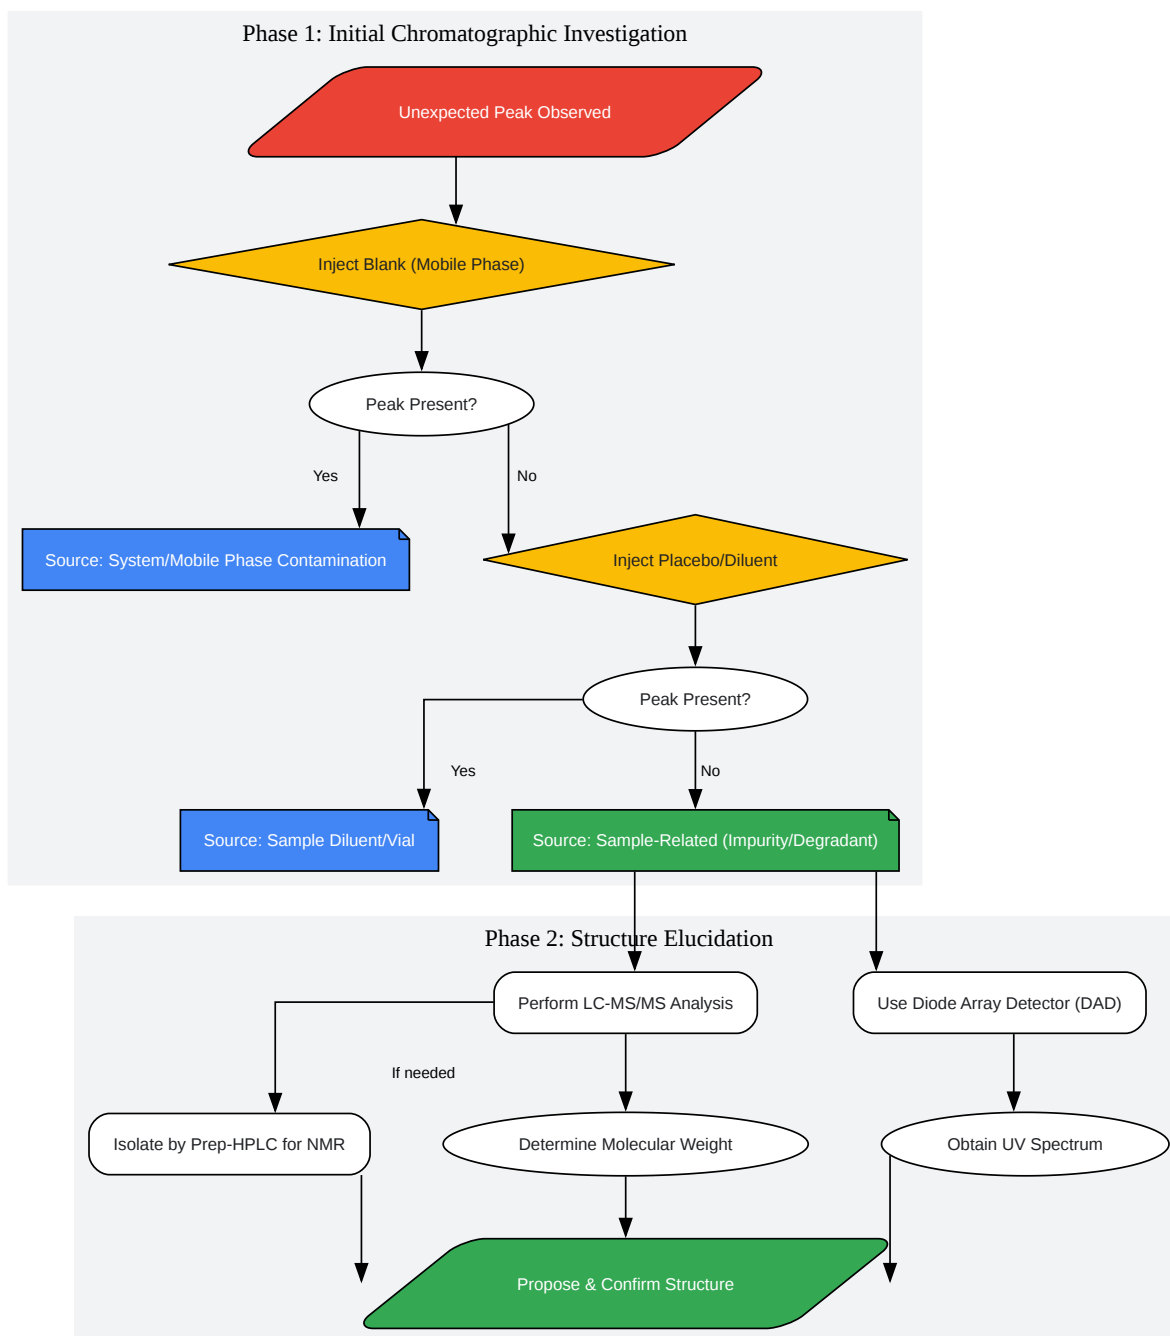 Phase 1: Initial Chromatographic Investigation
Unexpected Peak Observed
Inject Blank (Mobile Phase)
Peak Present?
Yes
No
Source: System/Mobile Phase Contamination
Inject Placebo/Diluent
Peak Present?
Yes
No
Source: Sample Diluent/Vial
Source: Sample-Related (Impurity/Degradant)
Phase 2: Structure Elucidation
Perform LC-MS/MS Analysis
Use Diode Array Detector (DAD)
If needed
Isolate by Prep-HPLC for NMR
Determine Molecular Weight
Obtain UV Spectrum
Propose & Confirm Structure